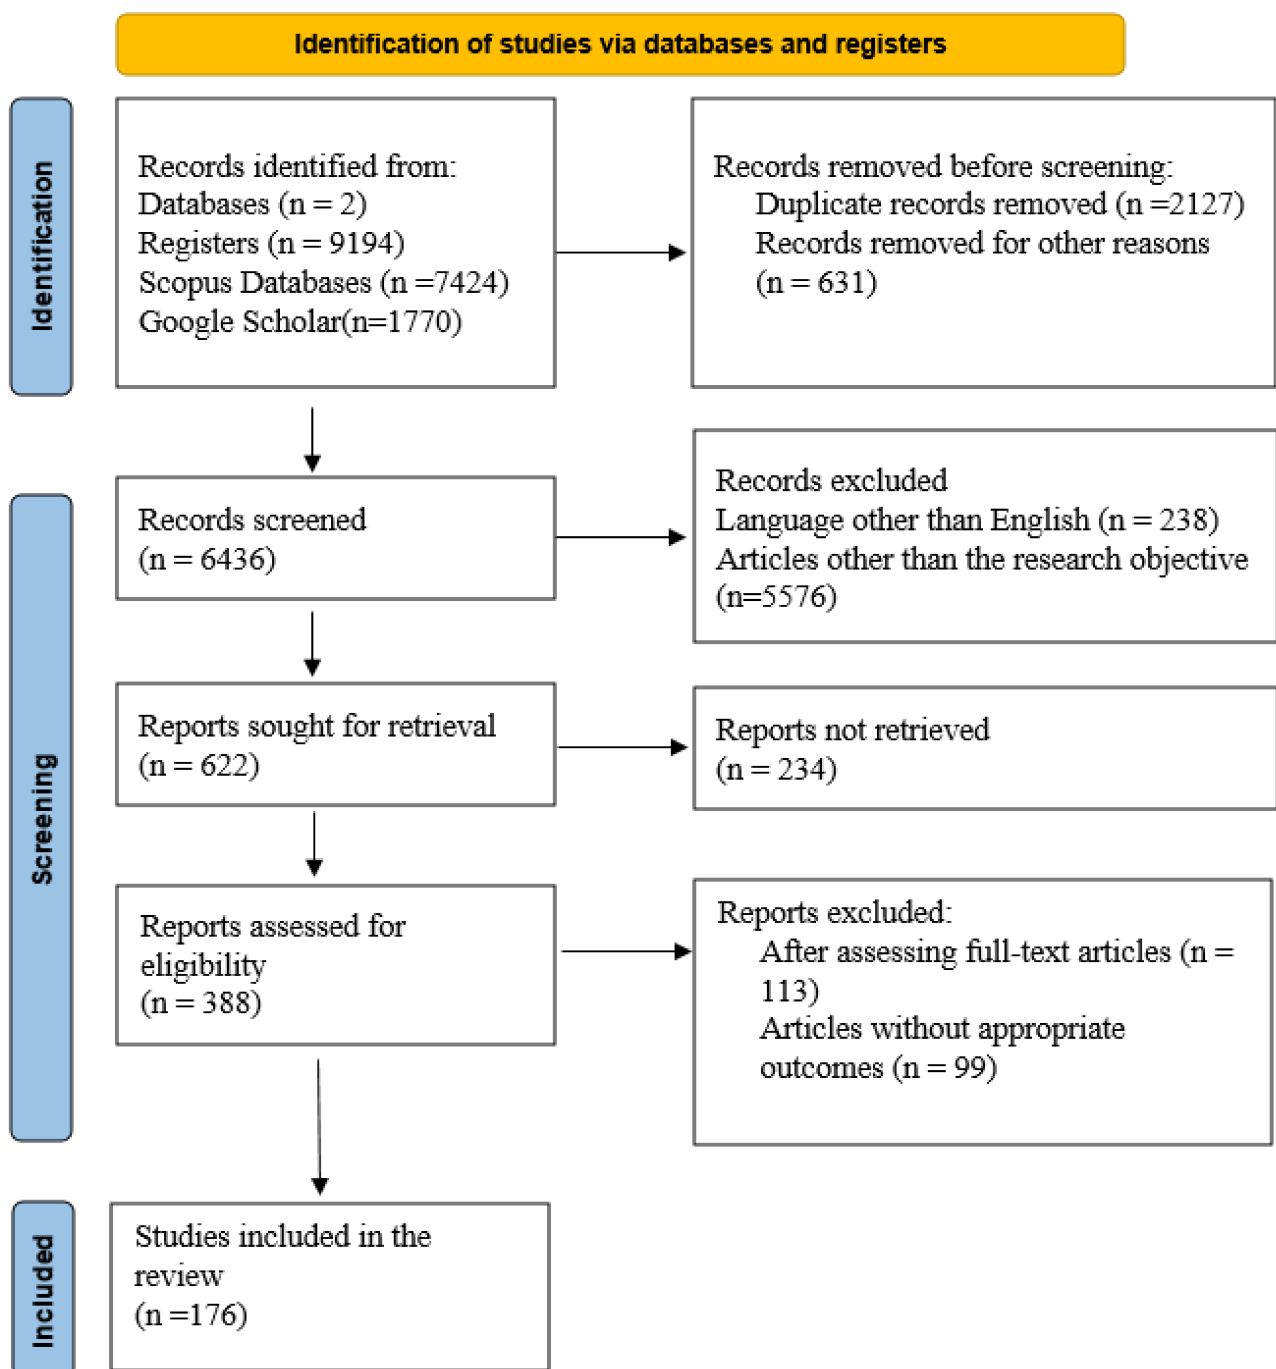 Identification of studies via databases and registers
Identification
Records identified from:
Databases (n = 2)
Registers (n = 9194)
Scopus Databases (n =7424)
Google Scholar(n=1770)
Records removed before screening:
Duplicate records removed (n =2127)
Records removed for other reasons
(n = 631)
Screening
Records screened
(n = 6436)
Records excluded
Language other than English (n = 238)
Articles other than the research objective
(n=5576)
Reports sought for retrieval
(n = 622)
Reports not retrieved
(n = 234)
Reports assessed for
eligibility
(n = 388)
Reports excluded:
After assessing full-text articles (n =
113)
Articles without appropriate
outcomes (n = 99)
Included
Studies included in the
review
(n =176)